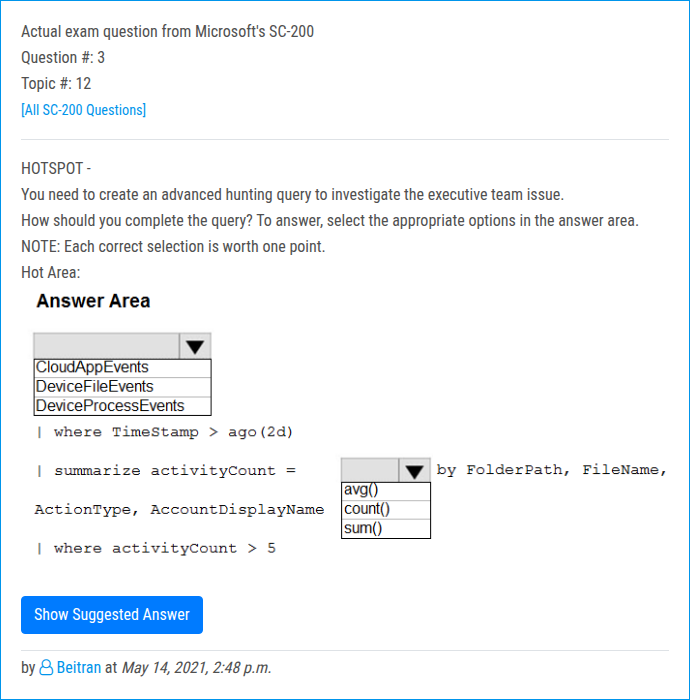 Actual exam question from Microsoft's SC-200
Question #: 3
Topic #: 12
[All SC-200 Questions]
HOTSPOT -
You need to create an advanced hunting query to investigate the executive team issue.
How should you complete the query? To answer, select the appropriate options in the answer area.
NOTE: Each correct selection is worth one point.
Hot Area:
Answer Area
CloudAppEvents
DeviceFileEvents
DeviceProcessEvents
| where TimeStamp > ago(2d)
| summarize activityCount = by FolderPath, FileName,
avg()
count()
sum()
ActionType, AccountDisplayName
| where activityCount > 5
Show Suggested Answer
by Beitran at May 14, 2021, 2:48 p.m.